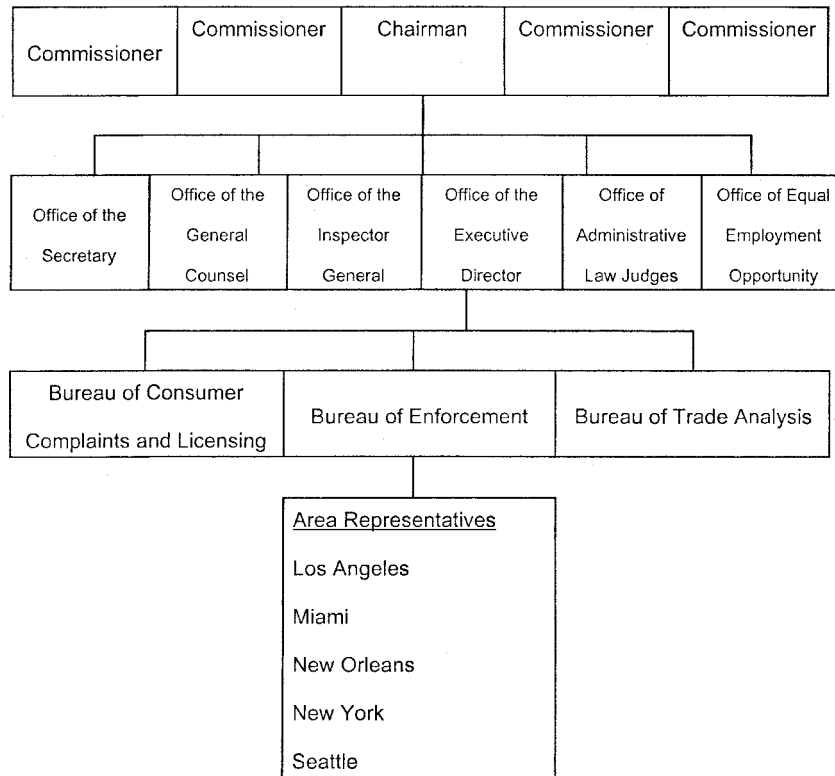 Commissioner
Commissioner
Chairman
Commissioner
Commissioner
Office of the
Secretary
Office of the
General
Counsel
Office of the
Inspector
General
Office of the
Executive
Director
Office of
Administrative
Law Judges
Office of Equal
Employment
Opportunity
Bureau of Consumer
Complaints and Licensing
Bureau of Enforcement
Bureau of Trade Analysis
Area Representatives
Los Angeles
Miami
New Orleans
New York
Seattle